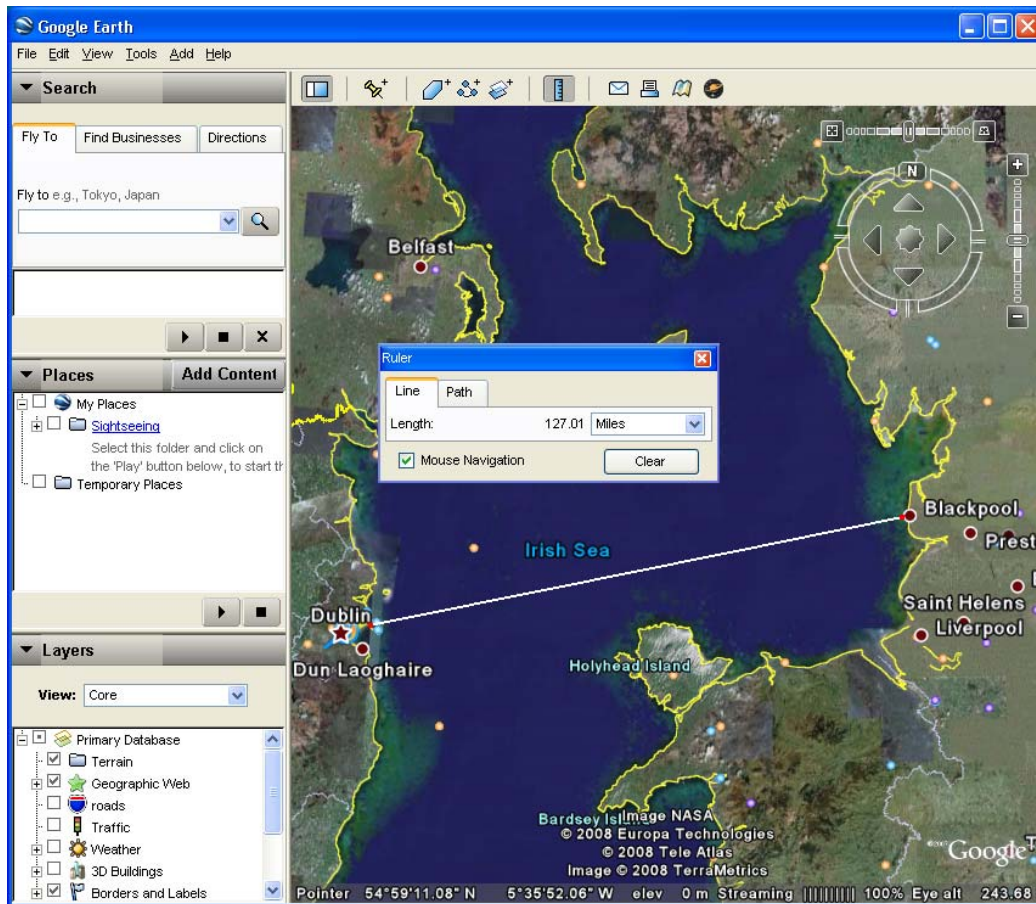 Google Earth
File Edit View Tools Add Help
Search
Fly To Find Businesses Directions
Fly to e.g., Tokyo, Japan
Places Add Content
My Places
Sightseeing
Select this folder and click on
the 'Play' button below, to start th
Temporary Places
Layers
View: Core
Primary Database
Terrain
Geographic Web
roads
Traffic
Weather
3D Buildings
Borders and Labels
N
Belfast
Ruler
Line Path
Length: 127.01 Miles
Mouse Navigation Clear
Blackpool
Irish Sea
Prest
Dublin
Saint Helens
Liverpool
Dun Laoghaire
Holyhead Island
Bardsey
Image NASA
© 2008 Europa Technologies
© 2008 Tele Atlas
Image © 2008 TerraMetrics
Google
Pointer 54°59'11.08" N 5°35'52.06" W elev 0 m Streaming 100% Eye alt 243.68